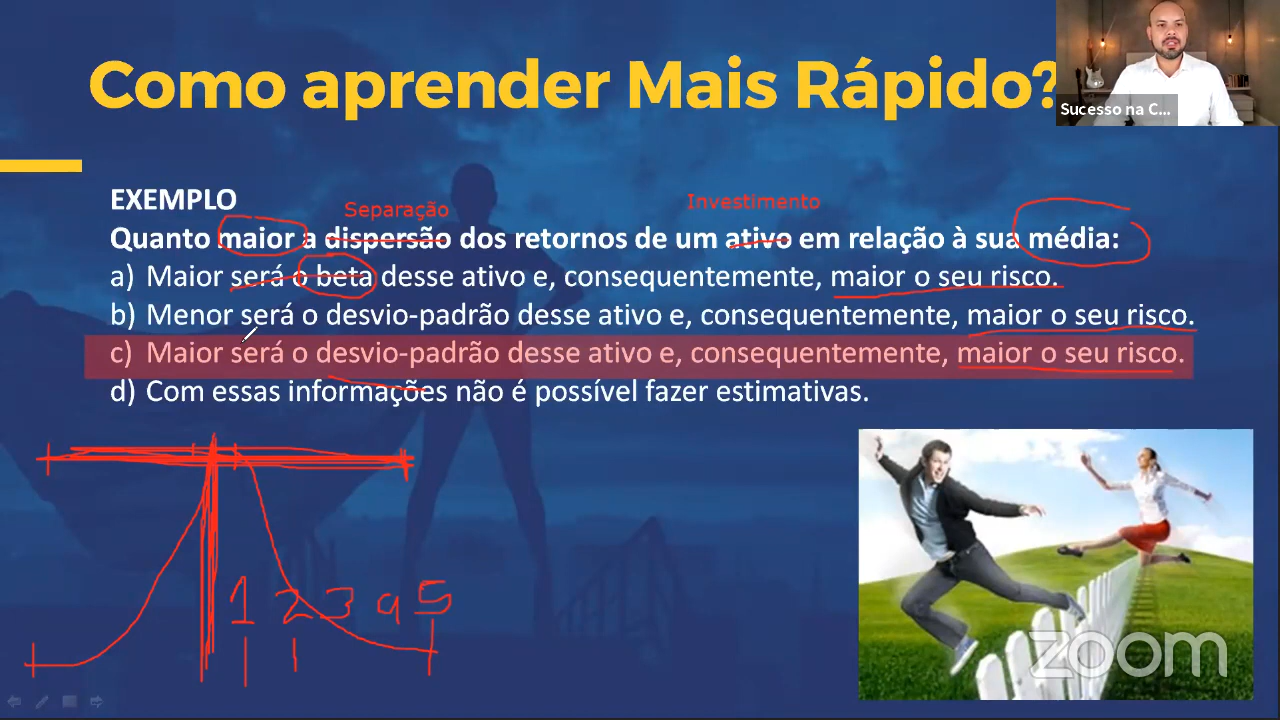 Como aprender Mais Rápido?
Sucesso na C...
EXEMPLO
Separação
Investimento
Quanto maior a dispersão dos retornos de um ativo em relação à sua média:
a) Maior será o beta desse ativo e, consequentemente, maior o seu risco.
b) Menor será o desvio-padrão desse ativo e, consequentemente, maior o seu risco.
c) Maior será o desvio-padrão desse ativo e, consequentemente, maior o seu risco.
d) Com essas informações não é possível fazer estimativas.
1 2 3 4 5
zoom